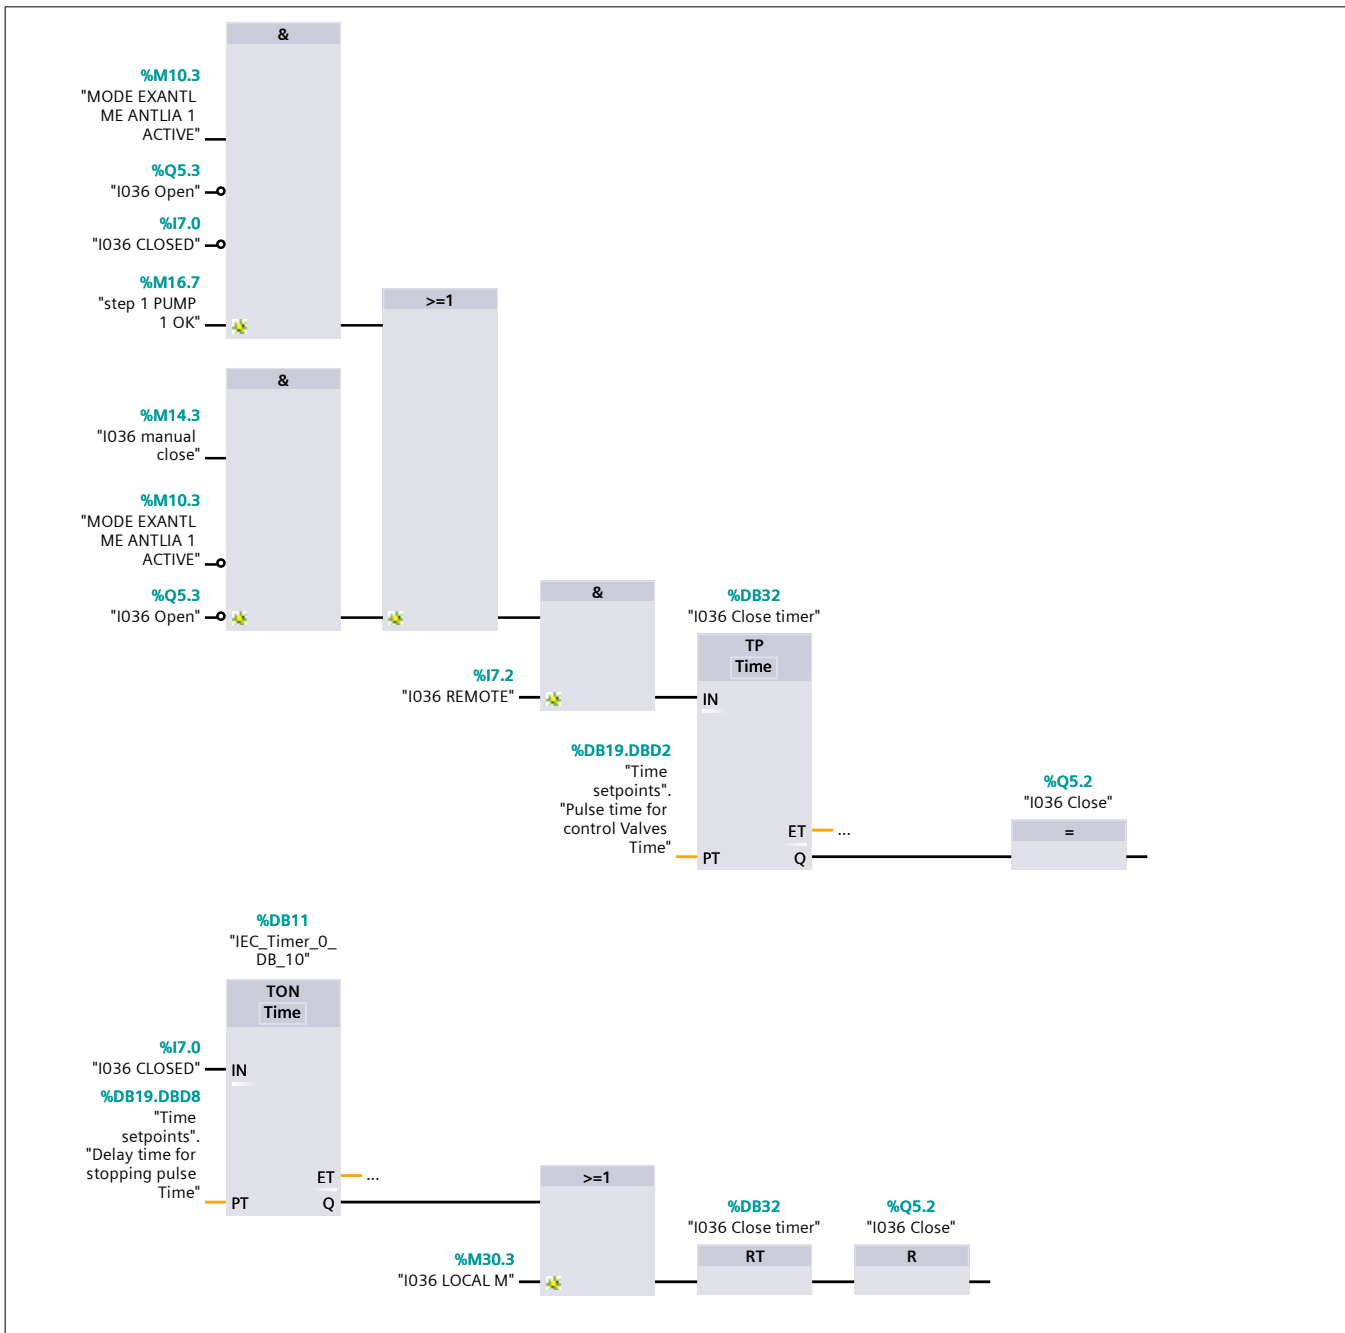 &
%M10.3
"MODE EXANTL
ME ANTLIA 1
ACTIVE"
%Q5.3
"I036 Open"
%I7.0
"I036 CLOSED"
%M16.7
"step 1 PUMP
1 OK"
>=1
&
%M14.3
"I036 manual
close"
%M10.3
"MODE EXANTL
ME ANTLIA 1
ACTIVE"
%Q5.3
"I036 Open"
&
%I7.2
"I036 REMOTE"
%DB32
"I036 Close timer"
TP
Time
IN
%DB19.DBD2
"Time
setpoints".
"Pulse time for
control Valves
Time"
ET
...
PT
Q
%Q5.2
"I036 Close"
=
%DB11
"IEC_Timer_0_
DB_10"
TON
Time
%I7.0
"I036 CLOSED"
IN
%DB19.DBD8
"Time
setpoints".
"Delay time for
stopping pulse
Time"
ET
...
PT
Q
>=1
%M30.3
"I036 LOCAL M"
%DB32
"I036 Close timer"
RT
%Q5.2
"I036 Close"
R